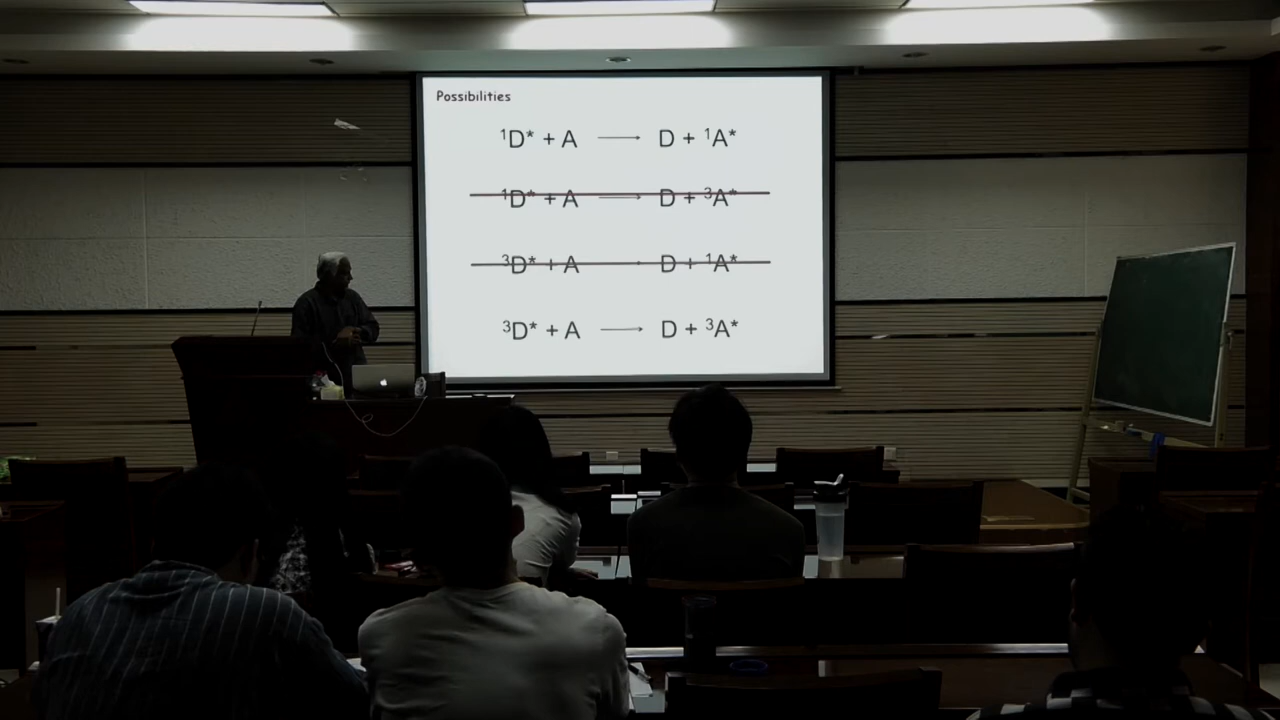 Possibilities
¹D* + A ⟶ D + ¹A*
¹D* + A ⟶ D + ³A*
³D* + A ⟶ D + ¹A*
³D* + A ⟶ D + ³A*